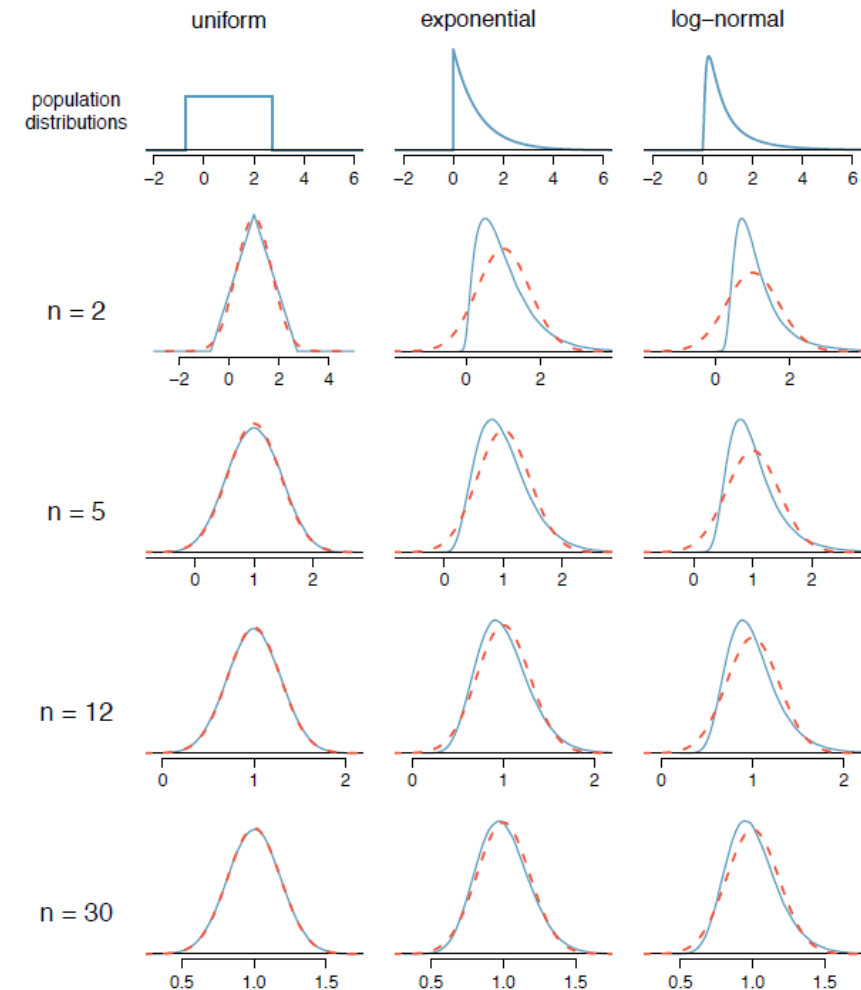 uniform exponential log–normal
population
distributions
−2 0 2 4 6 −2 0 2 4 6 −2 0 2 4 6
n = 2
−2 0 2 4 0 2 0 2
n = 5
0 1 2 0 1 2 0 1 2
n = 12
0 1 2 0 1 2 0 1 2
n = 30
0.5 1.0 1.5 0.5 1.0 1.5 0.5 1.0 1.5